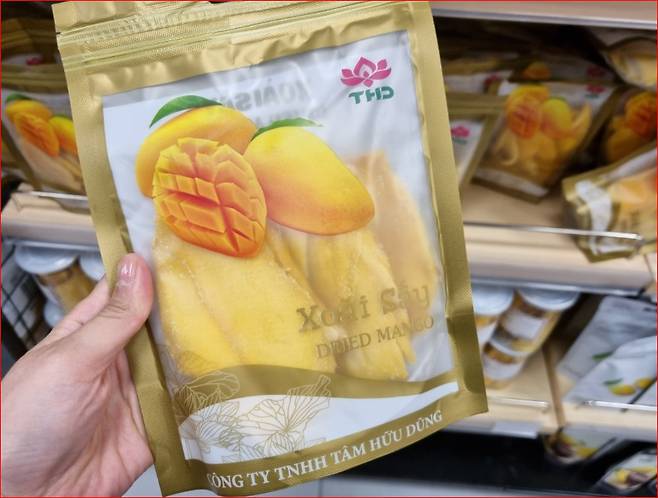 THD
Xoài Sấy
DRIED MANGO
CÔNG TY TNHH TÂM HỮU DŨNG